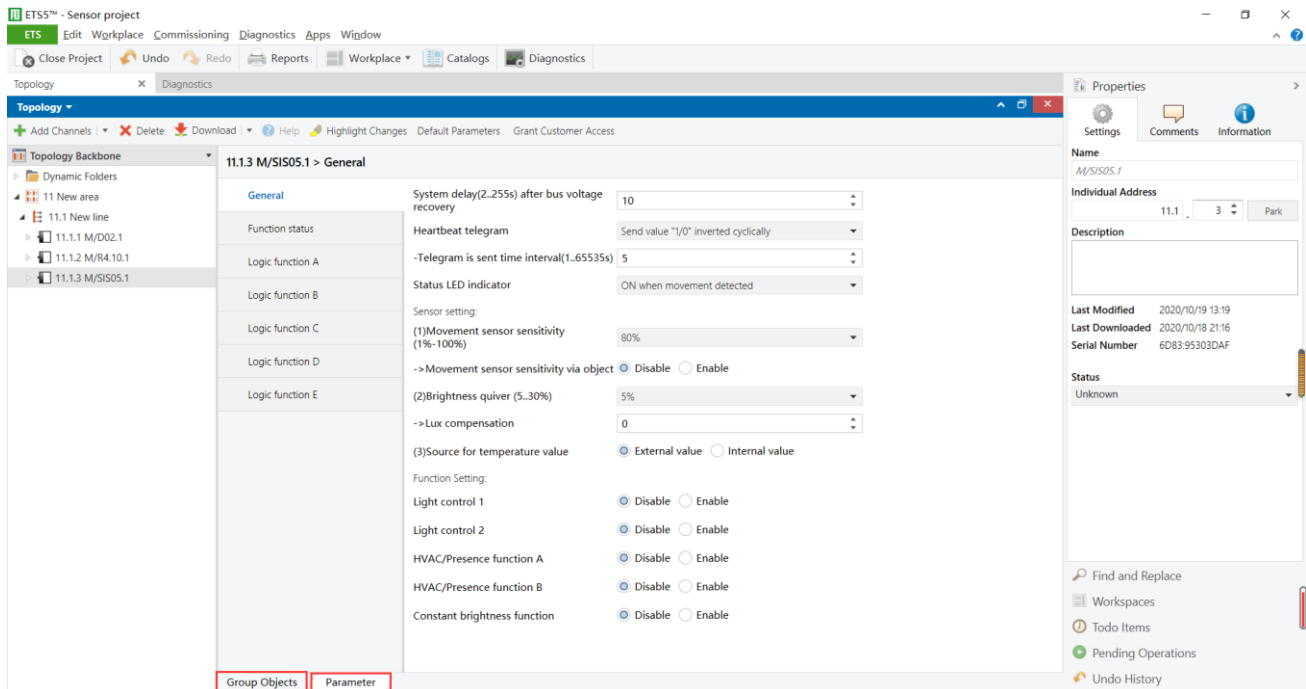 ETS5™ - Sensor project
ETS Edit Workplace Commissioning Diagnostics Apps Window
Close Project Undo Redo Reports Workplace Catalogs Diagnostics
Topology Diagnostics
Topology
Add Channels Delete Download Help Highlight Changes Default Parameters Grant Customer Access
Topology Backbone
Dynamic Folders
11 New area
11.1 New line
11.1.1 M/D02.1
11.1.2 M/R4.10.1
11.1.3 M/SIS05.1
11.1.3 M/SIS05.1 > General
General
Function status
Logic function A
Logic function B
Logic function C
Logic function D
Logic function E
System delay(2..255s) after bus voltage
recovery
10
Heartbeat telegram Send value "1/0" inverted cyclically
-Telegram is sent time interval(1..65535s) 5
Status LED indicator ON when movement detected
Sensor setting:
(1)Movement sensor sensitivity
(1%-100%)
80%
->Movement sensor sensitivity via object Disable Enable
(2)Brightness quiver (5..30%) 5%
->Lux compensation 0
(3)Source for temperature value External value Internal value
Function Setting:
Light control 1 Disable Enable
Light control 2 Disable Enable
HVAC/Presence function A Disable Enable
HVAC/Presence function B Disable Enable
Constant brightness function Disable Enable
Group Objects Parameter
Properties
Settings Comments Information
Name
M/SIS05.1
Individual Address
11.1 . 3 Park
Description
Last Modified 2020/10/19 13:19
Last Downloaded 2020/10/18 21:16
Serial Number 6D83:95303DAF
Status
Unknown
Find and Replace
Workspaces
Todo Items
Pending Operations
Undo History